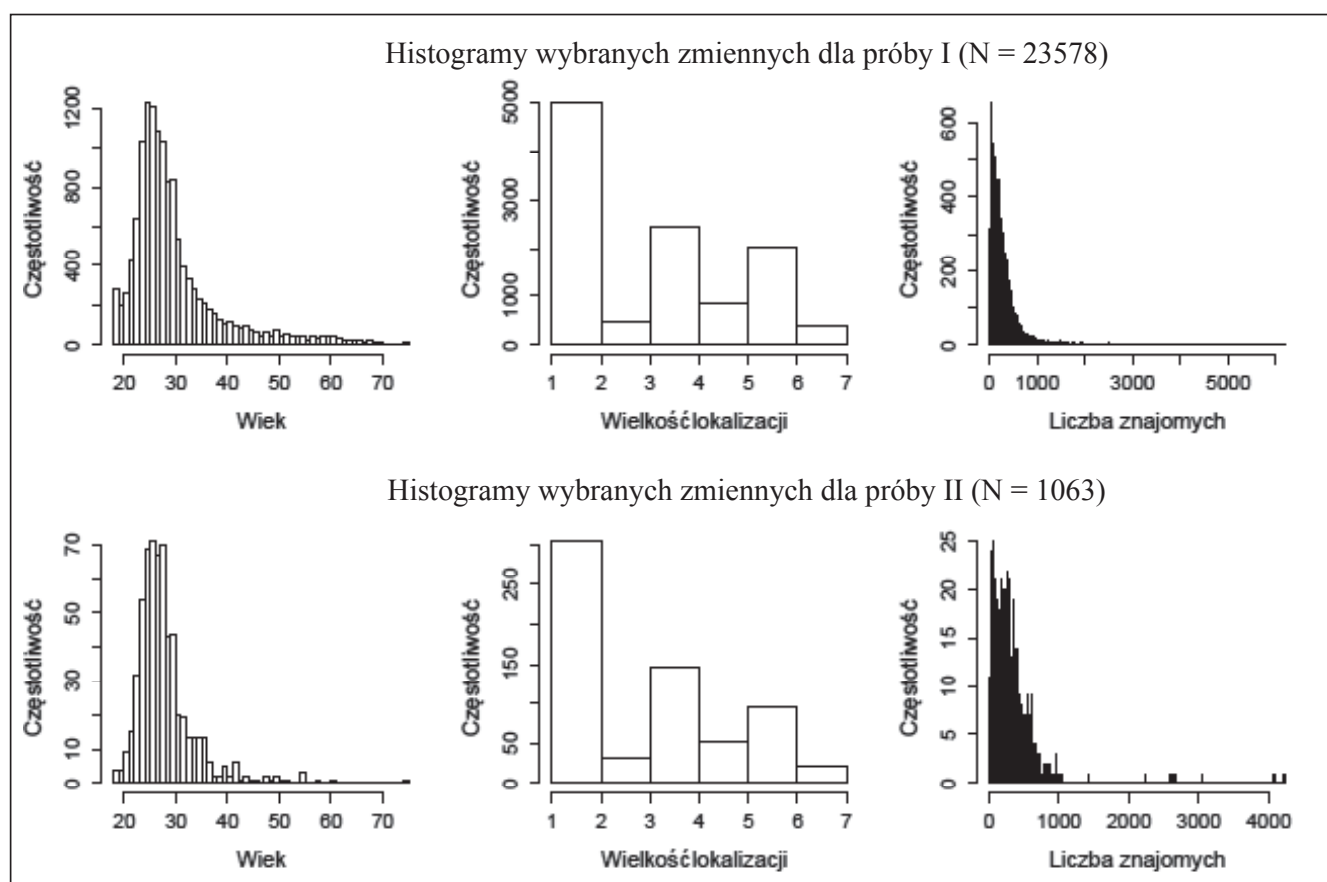 Histogramy wybranych zmiennych dla próby I (N = 23578)
Częstotliwość
0 400 800 1200
20 30 40 50 60 70
Wiek
Częstotliwość
0 1000 3000 5000
1 2 3 4 5 6 7
Wielkość lokalizacji
Częstotliwość
0 200 400 600
0 1000 3000 5000
Liczba znajomych
Histogramy wybranych zmiennych dla próby II (N = 1063)
Częstotliwość
0 10 30 50 70
20 30 40 50 60 70
Wiek
Częstotliwość
0 50 150 250
1 2 3 4 5 6 7
Wielkość lokalizacji
Częstotliwość
0 5 10 15 20 25
0 1000 2000 3000 4000
Liczba znajomych